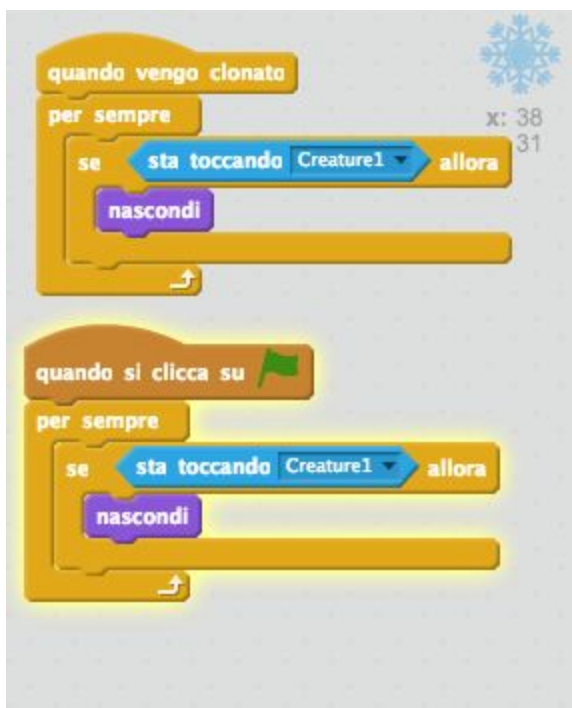 quando vengo clonato
x: 38
per sempre
31
se sta toccando Creature1 allora
nascondi
quando si clicca su
per sempre
se sta toccando Creature1 allora
nascondi